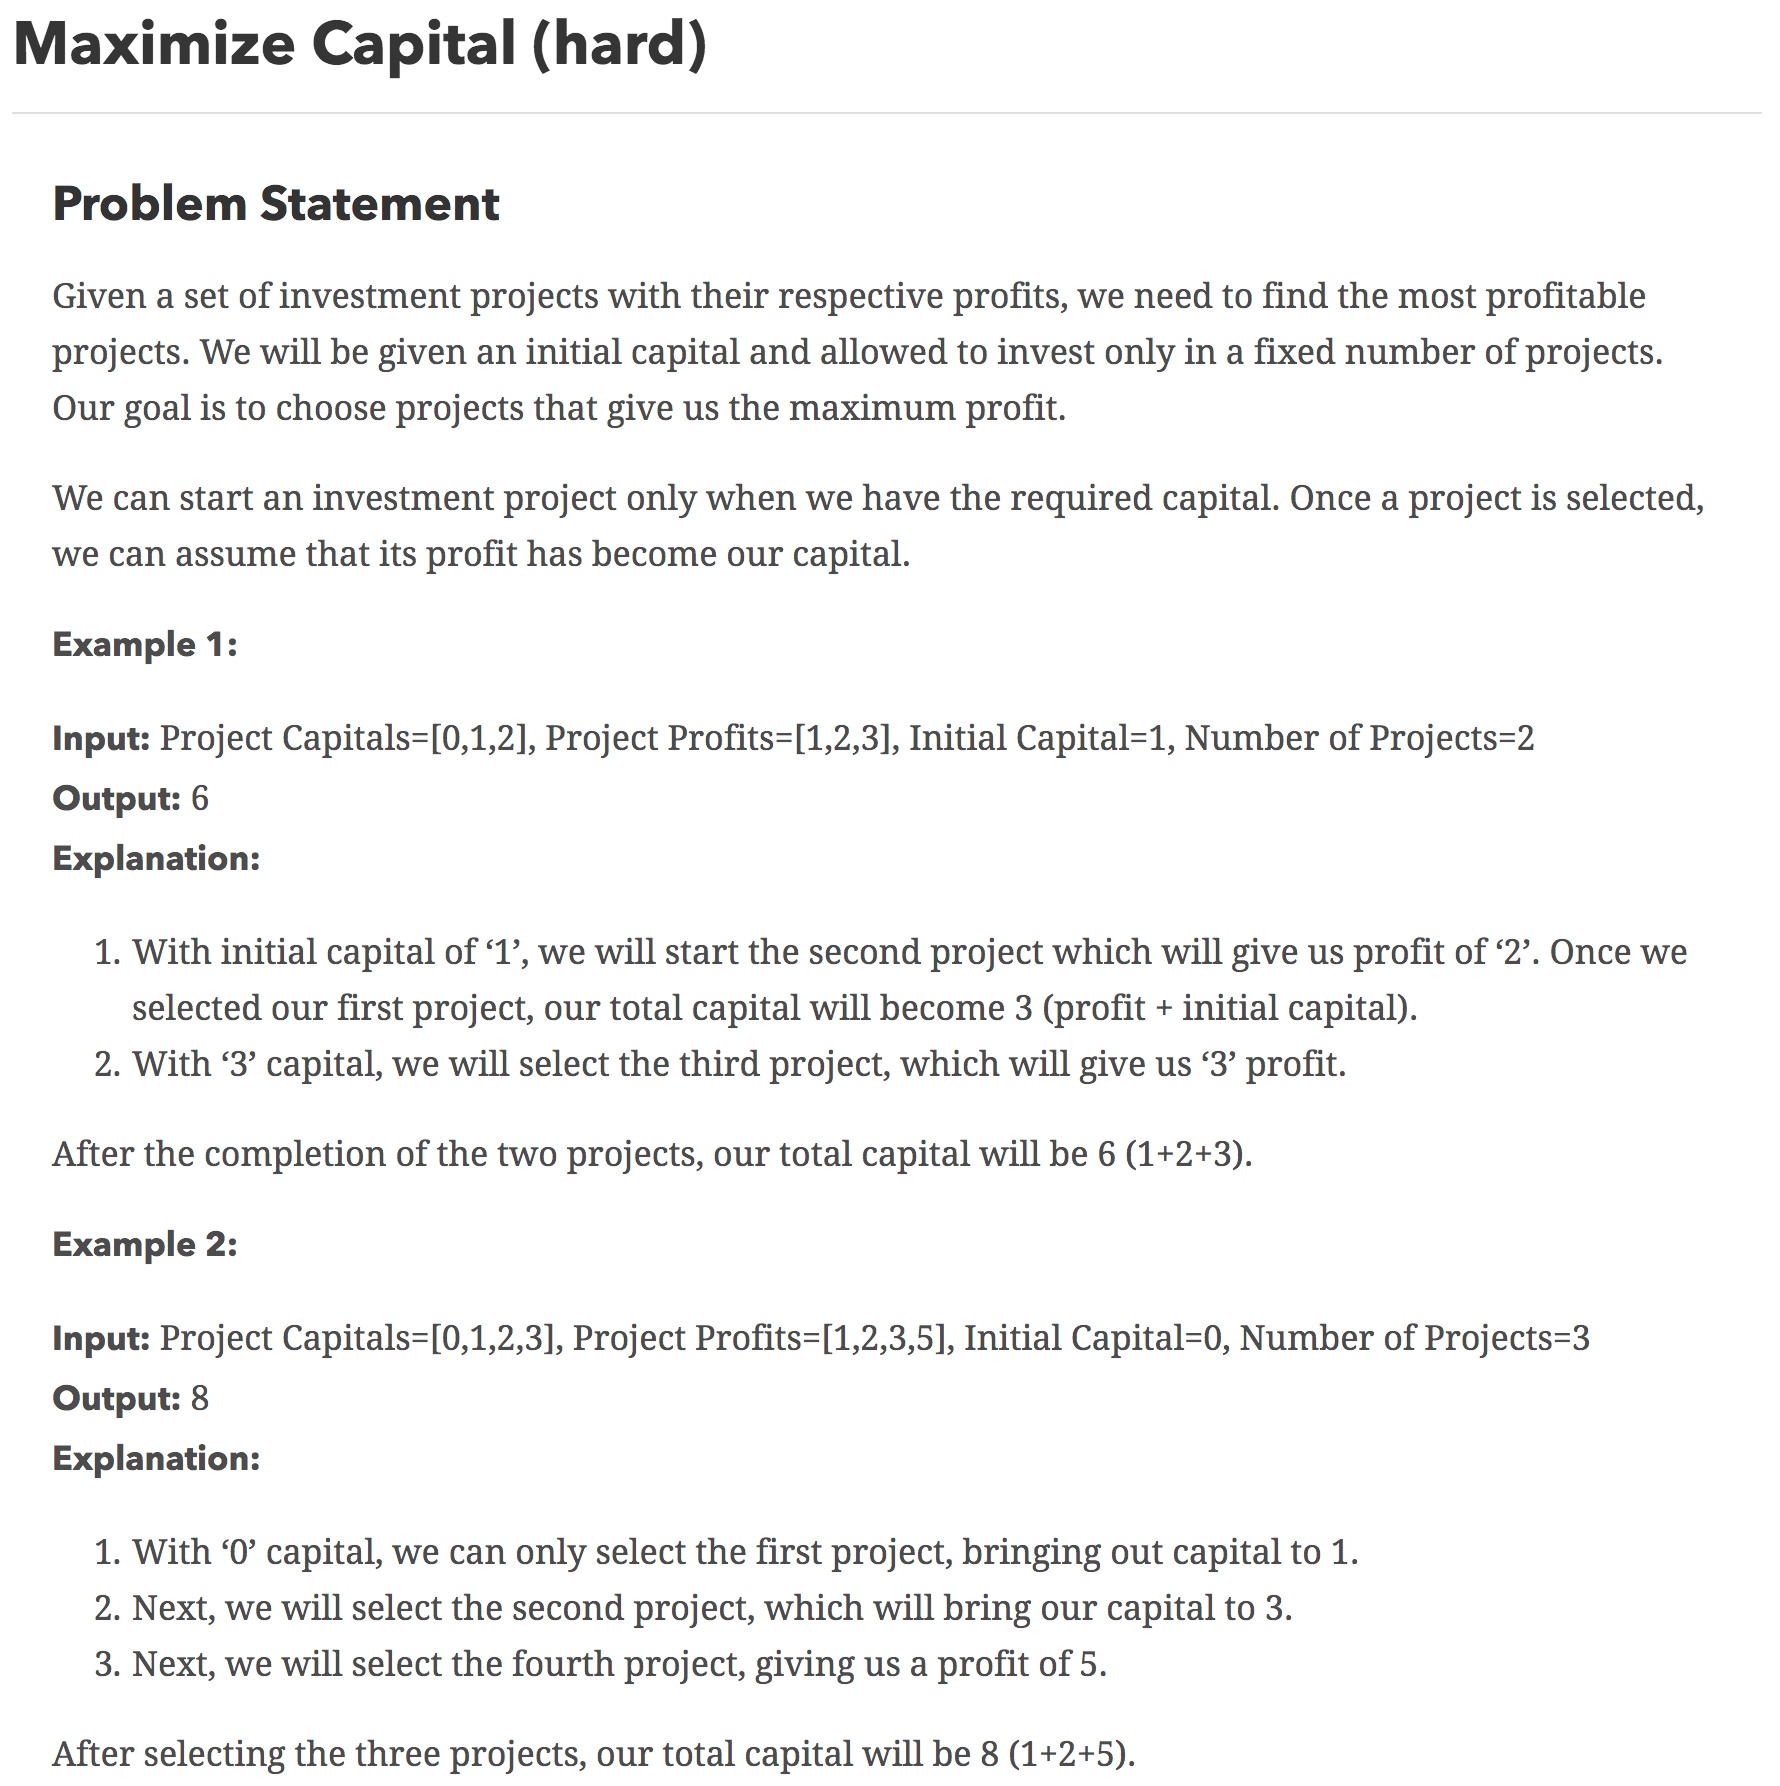 Maximize Capital (hard)
Problem Statement
Given a set of investment projects with their respective profits, we need to find the most profitable
projects. We will be given an initial capital and allowed to invest only in a fixed number of projects.
Our goal is to choose projects that give us the maximum profit.
We can start an investment project only when we have the required capital. Once a project is selected,
we can assume that its profit has become our capital.
Example 1:
Input: Project Capitals=[0,1,2], Project Profits=[1,2,3], Initial Capital=1, Number of Projects=2
Output: 6
Explanation:
1. With initial capital of ‘1’, we will start the second project which will give us profit of ‘2’. Once we
selected our first project, our total capital will become 3 (profit + initial capital).
2. With ‘3’ capital, we will select the third project, which will give us ‘3’ profit.
After the completion of the two projects, our total capital will be 6 (1+2+3).
Example 2:
Input: Project Capitals=[0,1,2,3], Project Profits=[1,2,3,5], Initial Capital=0, Number of Projects=3
Output: 8
Explanation:
1. With ‘0’ capital, we can only select the first project, bringing out capital to 1.
2. Next, we will select the second project, which will bring our capital to 3.
3. Next, we will select the fourth project, giving us a profit of 5.
After selecting the three projects, our total capital will be 8 (1+2+5).